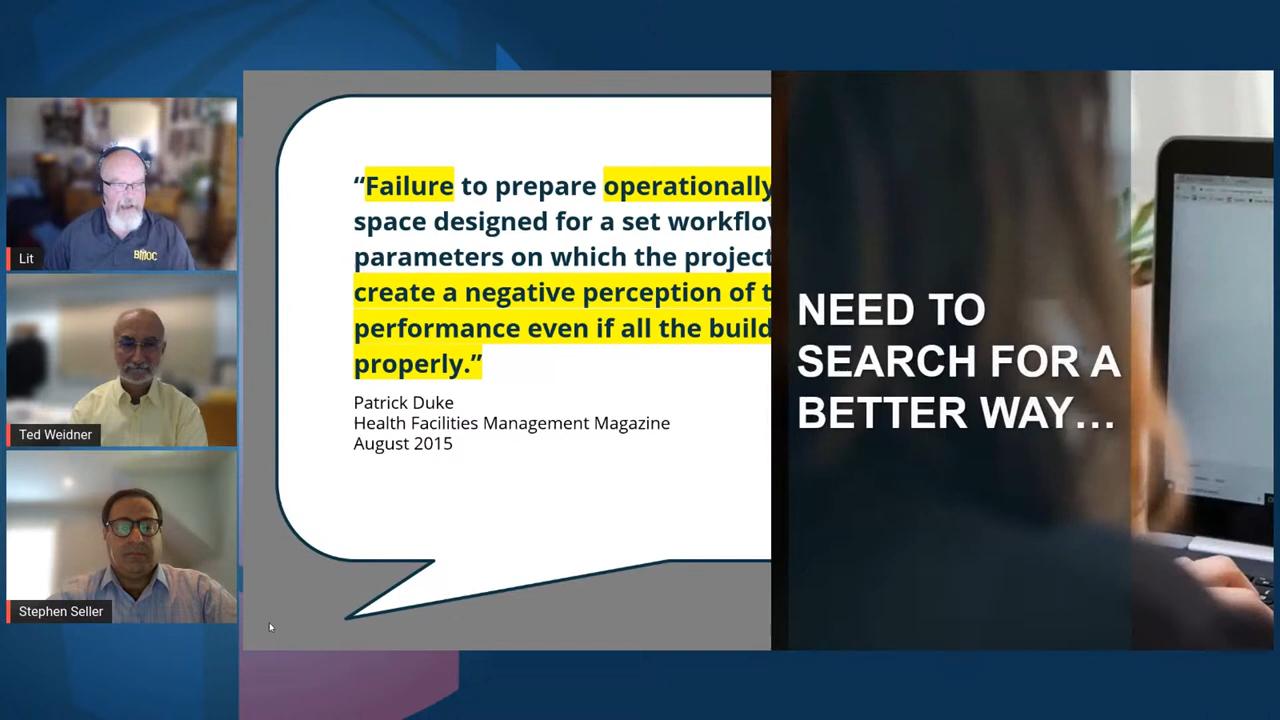 BMOC
Lit
Ted Weidner
Stephen Seller
“Failure to prepare operationally
space designed for a set workflow
parameters on which the project
create a negative perception of t
performance even if all the build
properly.”
Patrick Duke
Health Facilities Management Magazine
August 2015
NEED TO
SEARCH FOR A
BETTER WAY…